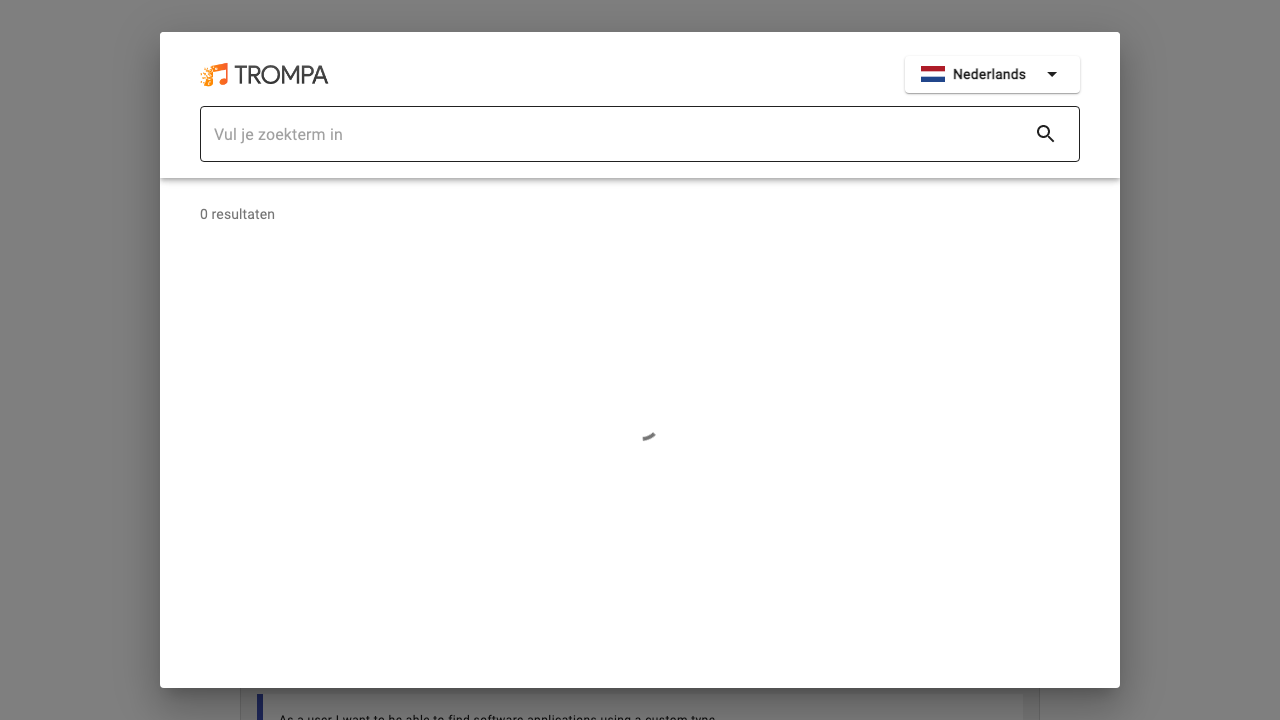 TROMPA
Nederlands
Vul je zoekterm in
0 resultaten
As a user I want to be able to find software applications using a custom type